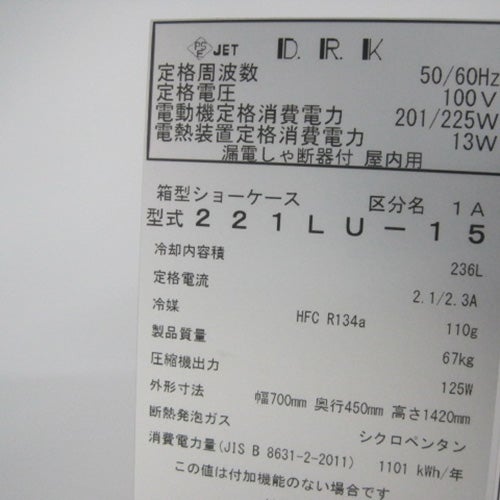 PS E JET D.R.K
定格周波数 50/60Hz
定格電圧 100V
電動機定格消費電力 201/225W
電熱装置定格消費電力 13W
漏電しゃ断器付 屋内用
箱型ショーケース 区分名 1A
型式 221LU-15
冷却内容積 236L
定格電流 2.1/2.3A
冷媒 HFC R134a 110g
製品質量 67kg
圧縮機出力 125W
外形寸法 幅700mm 奥行450mm 高さ1420mm
断熱発泡ガス シクロペンタン
消費電力量(JIS B 8631-2-2011) 1101 kWh/年
この値は付加機能のない場合です